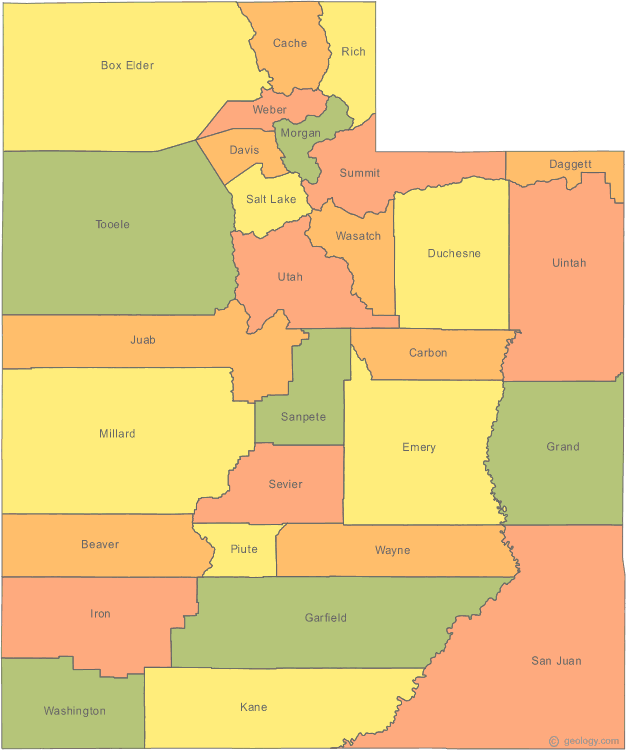 Cache
Rich
Box Elder
Weber
Morgan
Davis
Daggett
Summit
Salt Lake
Tooele
Wasatch
Duchesne
Uintah
Utah
Juab
Carbon
Sanpete
Millard
Emery
Grand
Sevier
Beaver
Piute
Wayne
Iron
Garfield
San Juan
Kane
Washington
© geology.com